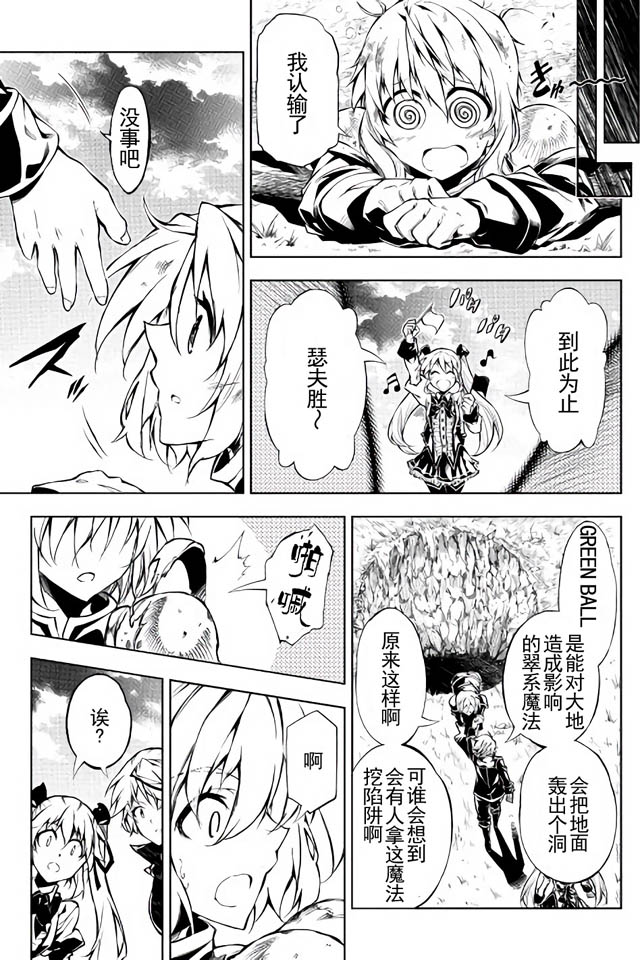 我认输了
きゅ〜
没事吧
到此为止
瑟夫胜
～
GREEN BALL
是能对大地
造成影响
的翠系魔法
会把地面
轰出个洞
原来这样啊
可谁会想到
会有人拿这魔法
挖陷阱啊
啪嘁
啊
诶?